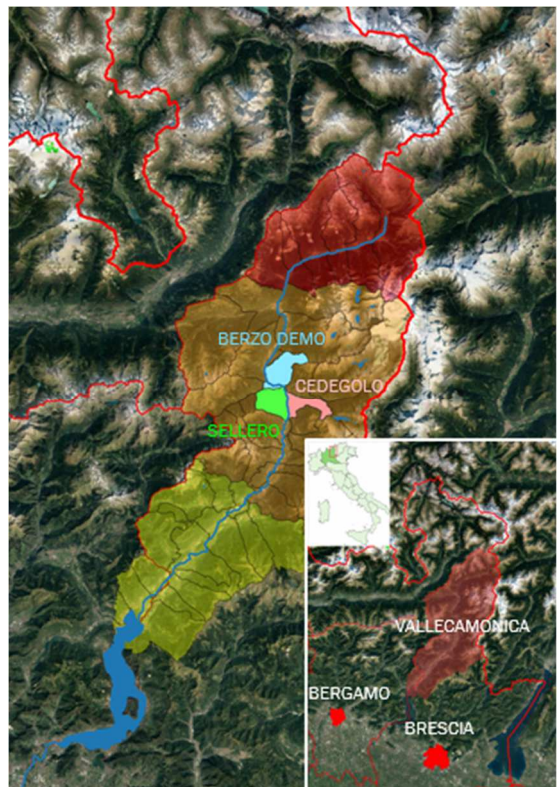 BERZO DEMO
CEDEGOLO
SELLERO
VALLECAMONICA
BERGAMO
BRESCIA